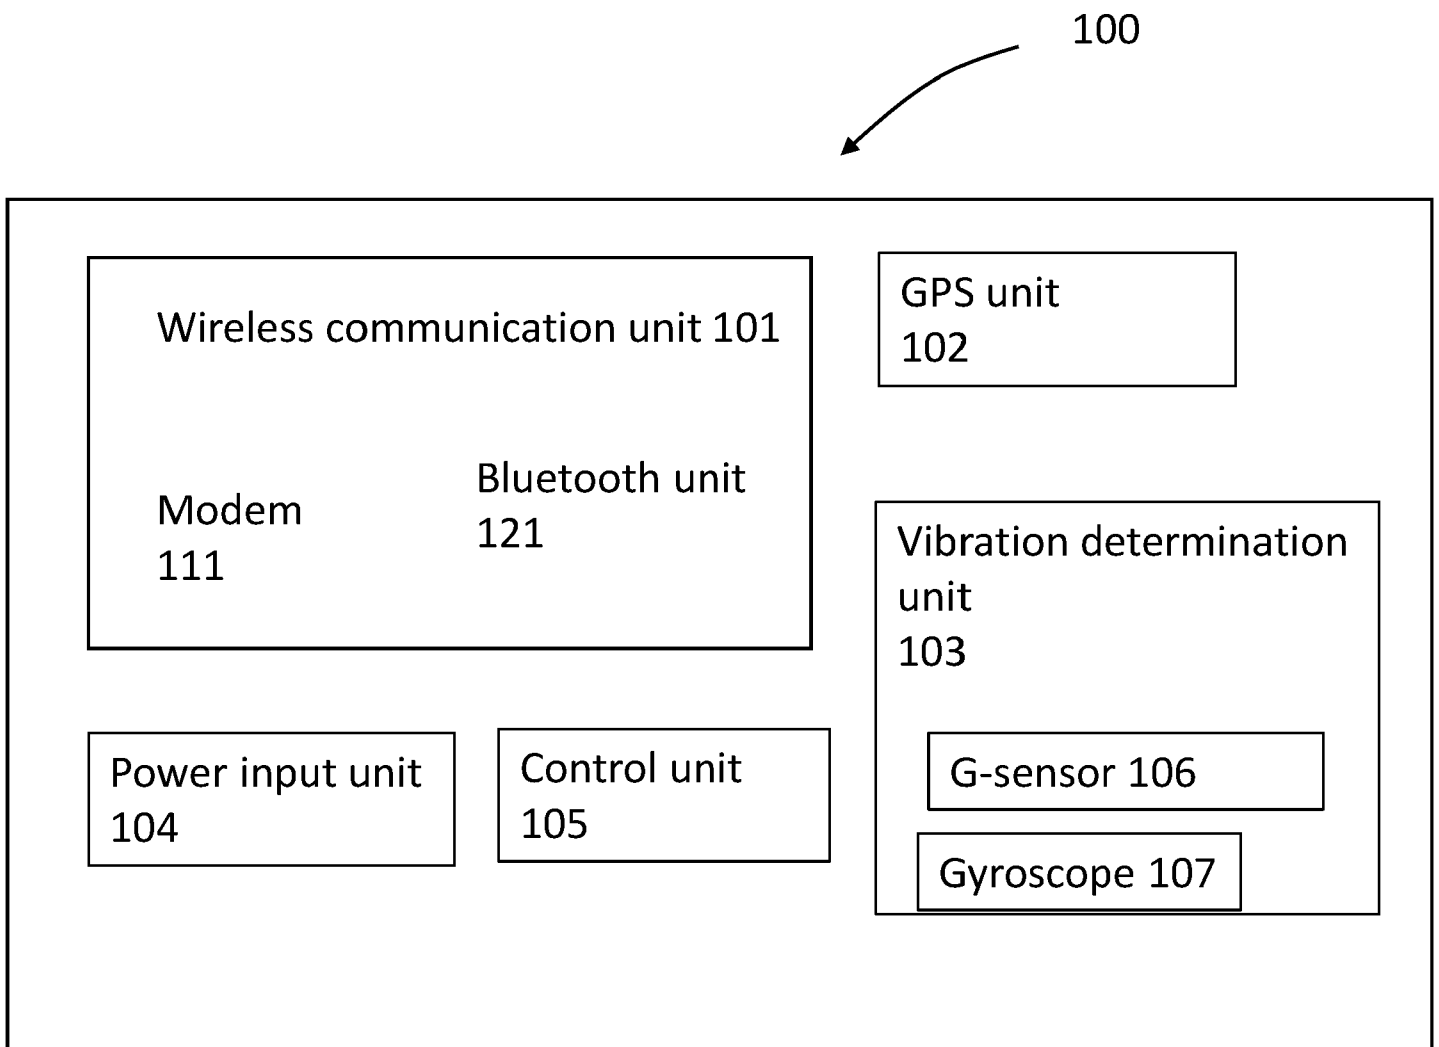 100
Wireless communication unit 101
Modem
111
Bluetooth unit
121
GPS unit
102
Vibration determination
unit
103
G-sensor 106
Gyroscope 107
Power input unit
104
Control unit
105